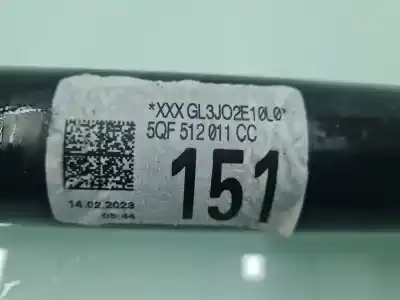 *XXX GL3JO2E10L0*
5QF 512 011 CC
151
14.02.2023
05:44